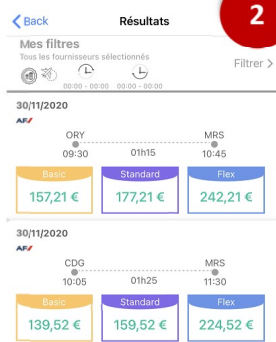 Back
Résultats
2
Mes filtres
Tous les fournisseurs sélectionnés
Filtrer >
00:00 - 00:00 00:00 - 00:00
30/11/2020
AF
ORY MRS
09:30 01h15 10:45
Basic Standard Flex
157,21 € 177,21 € 242,21 €
30/11/2020
AF
CDG MRS
10:05 01h25 11:30
Basic Standard Flex
139,52 € 159,52 € 224,52 €